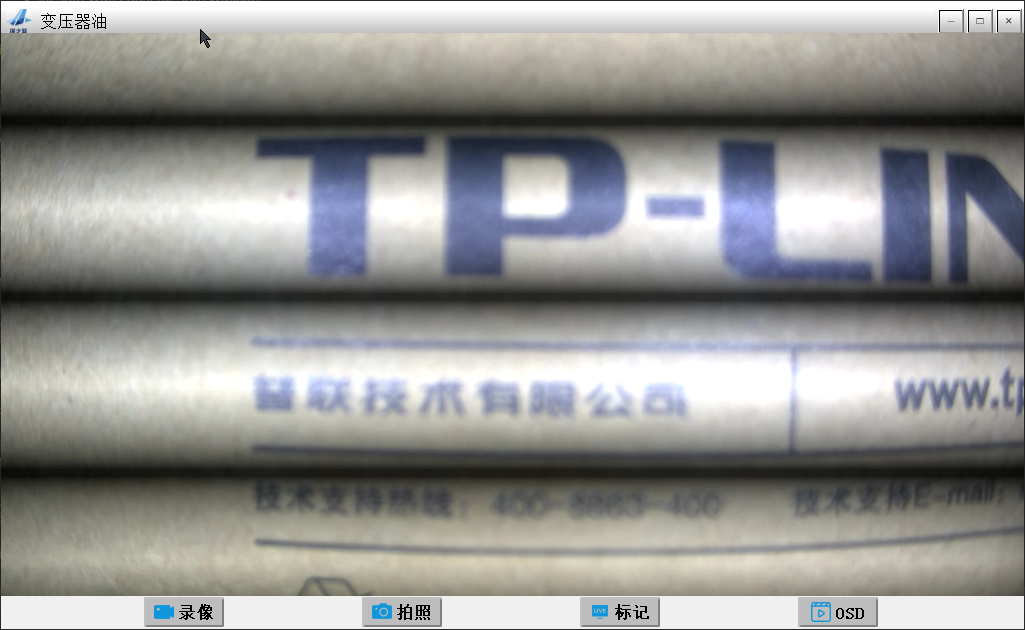 变压器油
TP-LIN
普联技术有限公司
www.tp
技术支持热线：400-8863-400
技术支持E-mail:
录像
拍照
标记
OSD